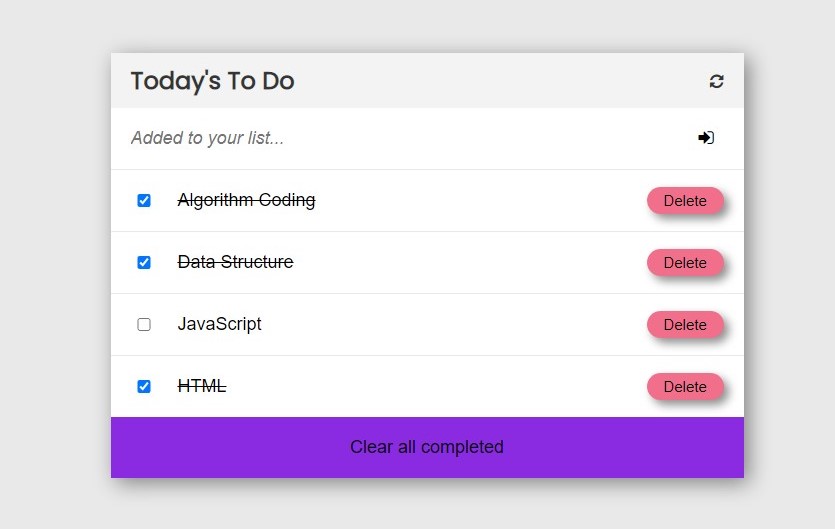 Today's To Do
Added to your list...
Algorithm Coding Delete
Data Structure Delete
JavaScript Delete
HTML Delete
Clear all completed